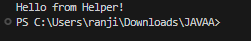 Hello from Helper!
PS C:\Users\ranji\Downloads\JAVAA>